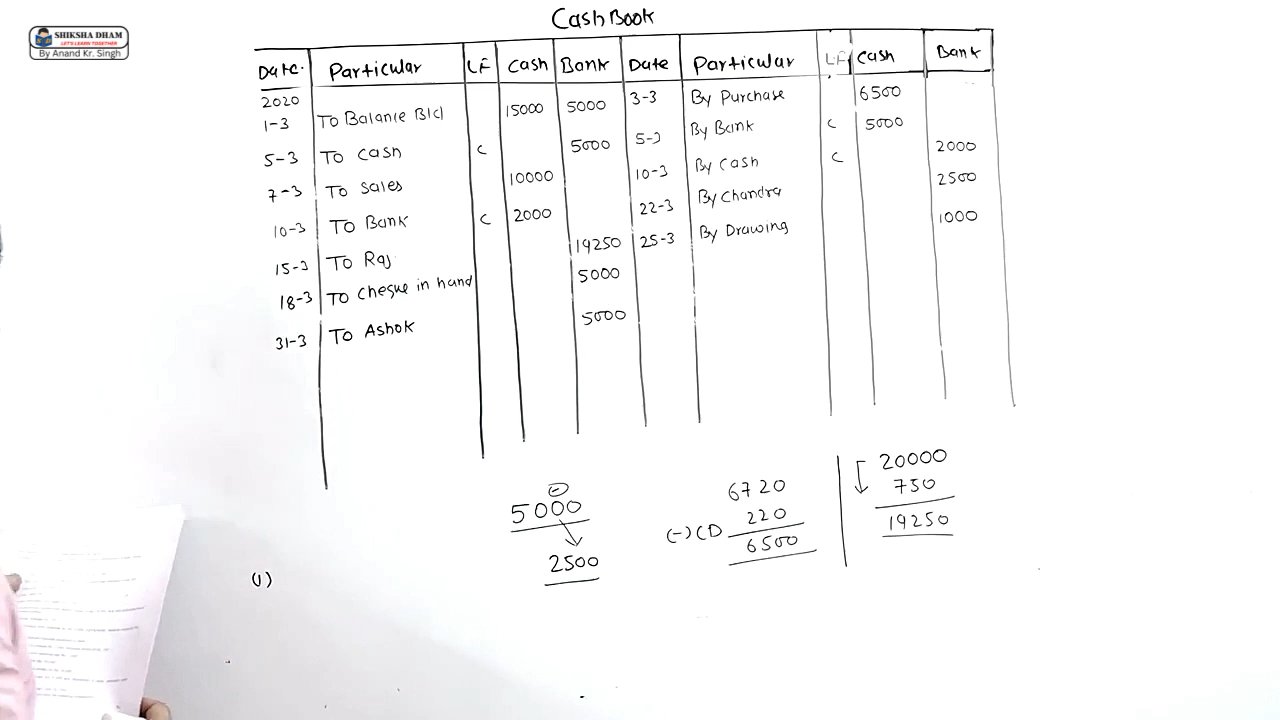 SHIKSHA DHAM
LET'S LEARN TOGETHER
By Anand Kr. Singh
Cash Book
Date. Particular LF Cash Bank Date Particular LF Cash Bank
2020
1-3 To Balance B/d 15000 5000 3-3 By Purchase 6500
5-3 To Cash C 5000 5-3 By Bank C 5000
7-3 To Sales 10000 10-3 By Cash C 2000
10-3 To Bank C 2000 22-3 By Chandra 2500
15-3 To Raj 19250 25-3 By Drawing 1000
18-3 To Cheque in hand 5000
31-3 To Ashok 5000
(-)
5000
2500
6720
(-) CD 220
6500
20000
750
19250
(1)